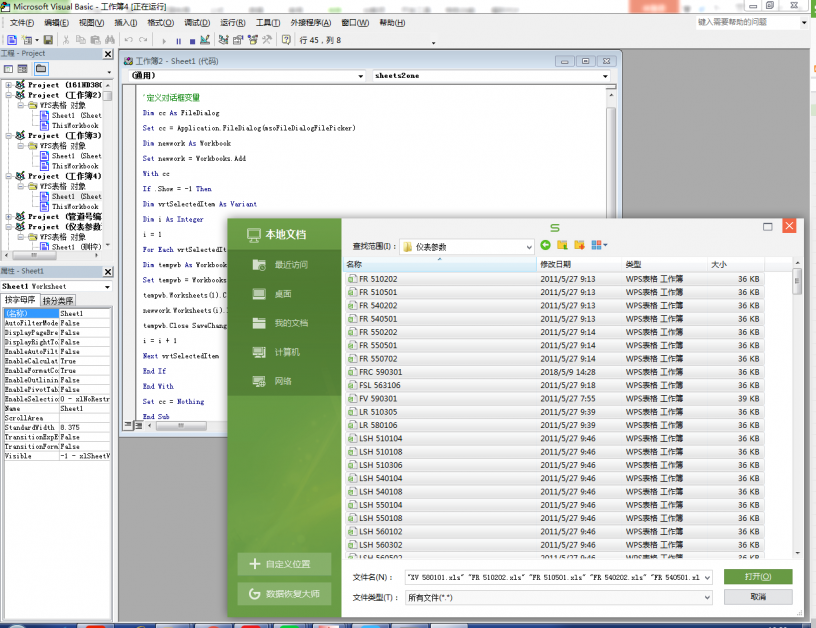 Microsoft Visual Basic - 工作簿4 [正在运行]
文件(F) 编辑(E) 视图(V) 插入(I) 格式(O) 调试(D) 运行(R) 工具(T) 外接程序(A) 窗口(W) 帮助(H)
键入需要帮助的问题
行 45，列 8
工程 - Project
Project (工作簿2)
WPS表格 对象
Sheet1 (Sheet
ThisWorkbook
Project (工作簿3)
WPS表格 对象
Sheet1 (Sheet
ThisWorkbook
Project (工作簿4)
WPS表格 对象
Sheet1 (Sheet
ThisWorkbook
Project (管道号编
Project (仪表参数
WPS表格 对象
属性 - Sheet1
Sheet1 Worksheet
按字母序 按分类序
(名称) Sheet1
AutoFilterMode False
DisplayPageBre False
DisplayRightTo False
EnableAutoFilt False
EnableCalculat True
EnableFormatCo True
EnableOutlinin False
EnablePivotTab False
EnableSelectio 0 - xlNoRestr
Name Sheet1
ScrollArea
StandardWidth 8.375
TransitionExpE False
TransitionForm False
Visible -1 - xlSheetV
工作簿2 - Sheet1 (代码)
(通用) sheets2one
'定义对话框变量
Dim cc As FileDialog
Set cc = Application.FileDialog(msoFileDialogFilePicker)
Dim newwork As Workbook
Set newwork = Workbooks.Add
With cc
If .Show = -1 Then
Dim vrtSelectedItem As Variant
Dim i As Integer
i = 1
For Each vrtSelectedIt
Dim tempwb As Workbook
Set tempwb = Workbooks
tempwb.Worksheets(1).C
newwork.Worksheets(i).
tempwb.Close SaveChang
i = i + 1
Next vrtSelectedItem
End If
End With
Set cc = Nothing
End Sub
本地文档
最近访问
桌面
我的文档
计算机
网络
自定义位置
数据恢复大师
查找范围(I)： 仪表参数
名称 修改日期 类型 大小
FR 510202 2011/5/27 9:13 WPS表格 工作簿 36 KB
FR 510501 2011/5/27 9:13 WPS表格 工作簿 36 KB
FR 540202 2011/5/27 9:13 WPS表格 工作簿 36 KB
FR 540501 2011/5/27 9:13 WPS表格 工作簿 36 KB
FR 550202 2011/5/27 9:14 WPS表格 工作簿 36 KB
FR 550501 2011/5/27 9:14 WPS表格 工作簿 36 KB
FR 550702 2011/5/27 9:14 WPS表格 工作簿 36 KB
FRC 590301 2018/5/9 14:28 WPS表格 工作簿 36 KB
FSL 563106 2011/5/27 9:18 WPS表格 工作簿 36 KB
FV 590301 2011/5/27 7:55 WPS表格 工作簿 39 KB
LR 510305 2011/5/27 9:39 WPS表格 工作簿 36 KB
LR 580106 2011/5/27 9:39 WPS表格 工作簿 36 KB
LSH 510104 2011/5/27 9:46 WPS表格 工作簿 36 KB
LSH 510108 2011/5/27 9:46 WPS表格 工作簿 36 KB
LSH 510306 2011/5/27 9:46 WPS表格 工作簿 36 KB
LSH 540104 2011/5/27 9:46 WPS表格 工作簿 36 KB
LSH 540108 2011/5/27 9:46 WPS表格 工作簿 36 KB
LSH 550104 2011/5/27 9:46 WPS表格 工作簿 36 KB
LSH 550108 2011/5/27 9:46 WPS表格 工作簿 36 KB
LSH 560102 2011/5/27 9:46 WPS表格 工作簿 36 KB
LSH 560302 2011/5/27 9:46 WPS表格 工作簿 36 KB
文件名(N)： "XV 580101.xls" "FR 510202.xls" "FR 510501.xls" "FR 540202.xls" "FR 540501.xl 打开(O)
文件类型(T)： 所有文件(*.*) 取消